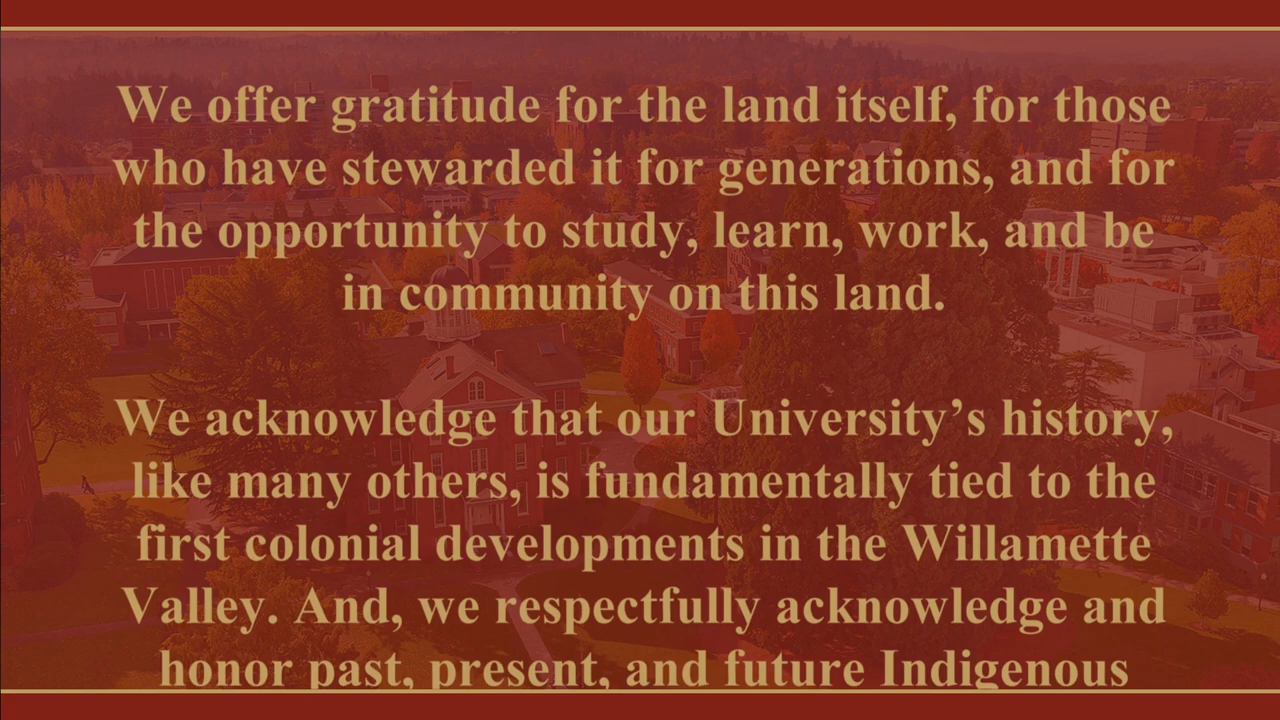 We offer gratitude for the land itself, for those
who have stewarded it for generations, and for
the opportunity to study, learn, work, and be
in community on this land.
We acknowledge that our University’s history,
like many others, is fundamentally tied to the
first colonial developments in the Willamette
Valley. And, we respectfully acknowledge and
honor past, present, and future Indigenous